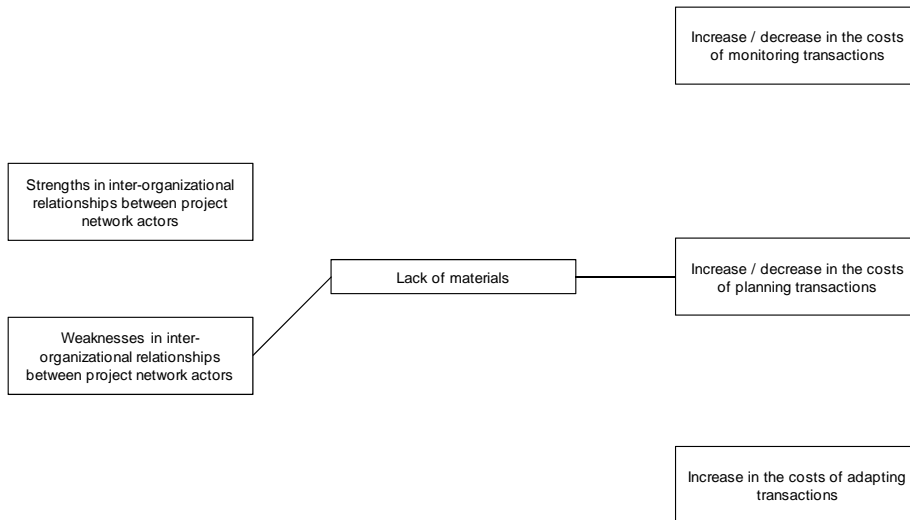 Increase / decrease in the costs
of monitoring transactions
Strengths in inter-organizational
relationships between project
network actors
Lack of materials
Increase / decrease in the costs
of planning transactions
Weaknesses in inter-
organizational relationships
between project network actors
Increase in the costs of adapting
transactions